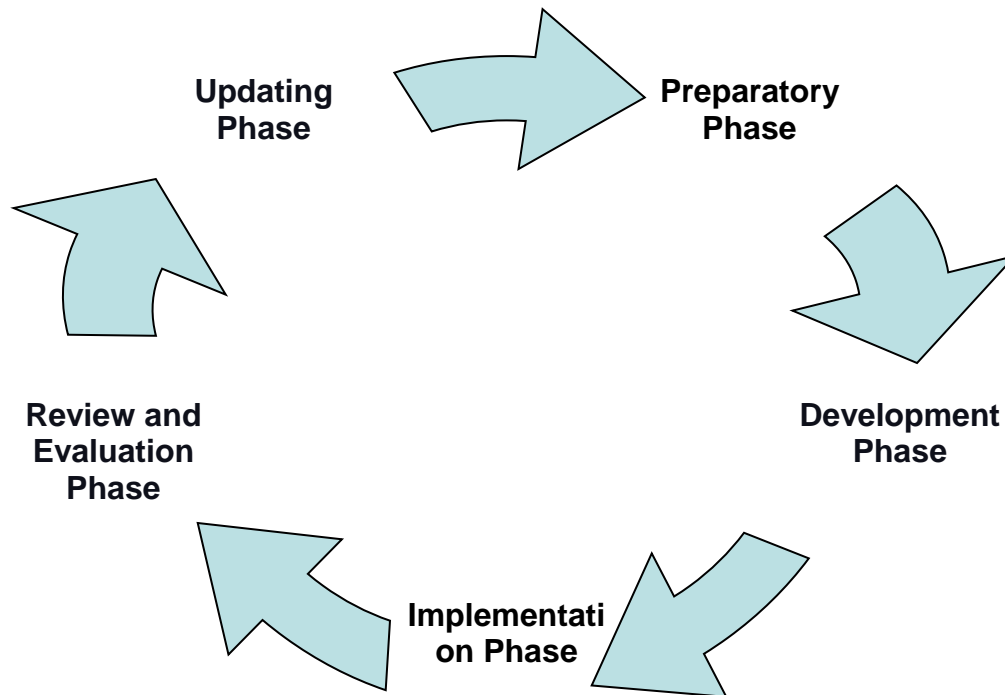 Updating
Phase
Preparatory
Phase
Development
Phase
Implementati
on Phase
Review and
Evaluation
Phase